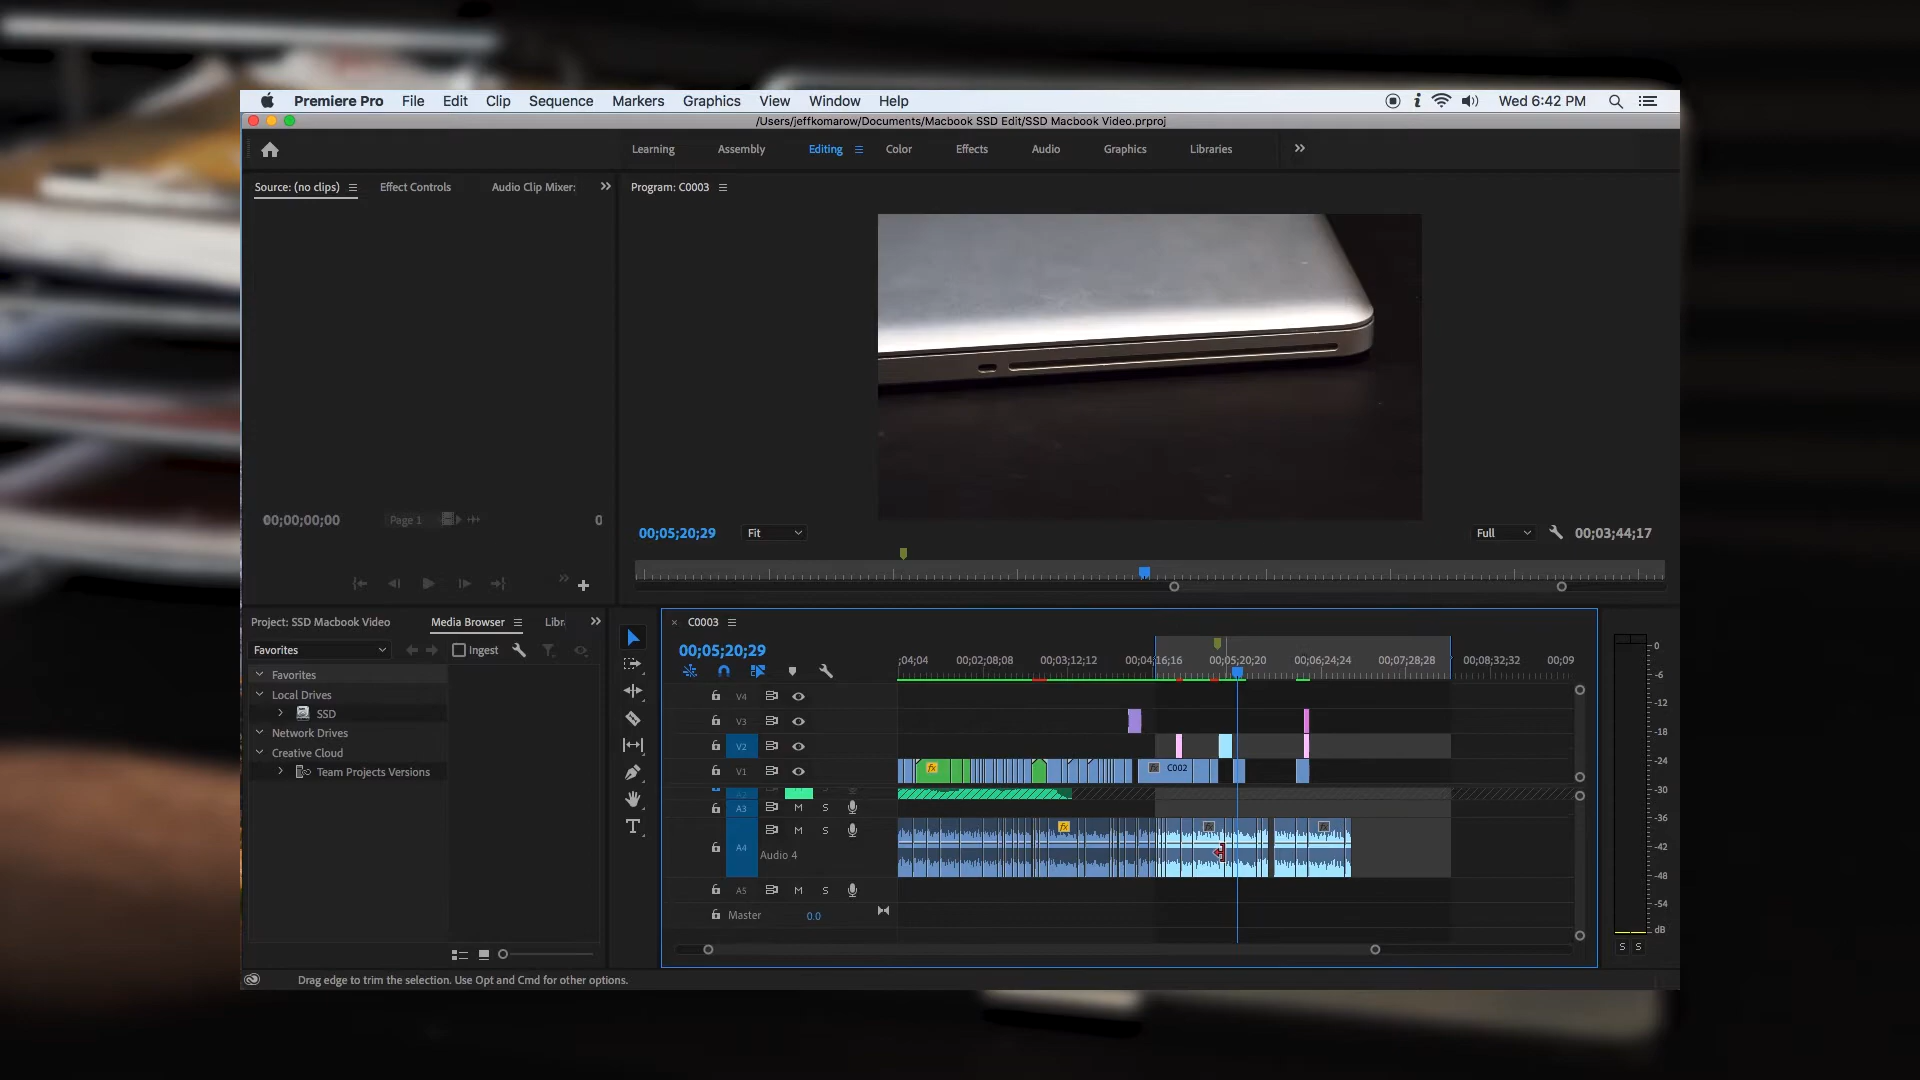 Premiere Pro File Edit Clip Sequence Markers Graphics View Window Help Wed 6:42 PM
/Users/jeffkomarow/Documents/Macbook SSD Edit/SSD Macbook Video.prproj
Learning Assembly Editing Color Effects Audio Graphics Libraries
Source: (no clips) Effect Controls Audio Clip Mixer: Program: C0003
00;00;00;00 Page 1 0
00;05;20;29 Fit Full 00;03;44;17
Project: SSD Macbook Video Media Browser Libr
C0003
Favorites Ingest
00;05;20;29
;04;04 00;02;08;08 00;03;12;12 00;04;16;16 00;05;20;20 00;06;24;24 00;07;28;28 00;08;32;32 00;09
Favorites
Local Drives
SSD
Network Drives
Creative Cloud
Team Projects Versions
V4
V3
V2
V1 fx fx C002
A3 M S
A4 M S fx fx fx
Audio 4
A5 M S
Master 0.0
0
-6
-12
-18
-24
-30
-36
-42
-48
-54
dB
S S
Drag edge to trim the selection. Use Opt and Cmd for other options.